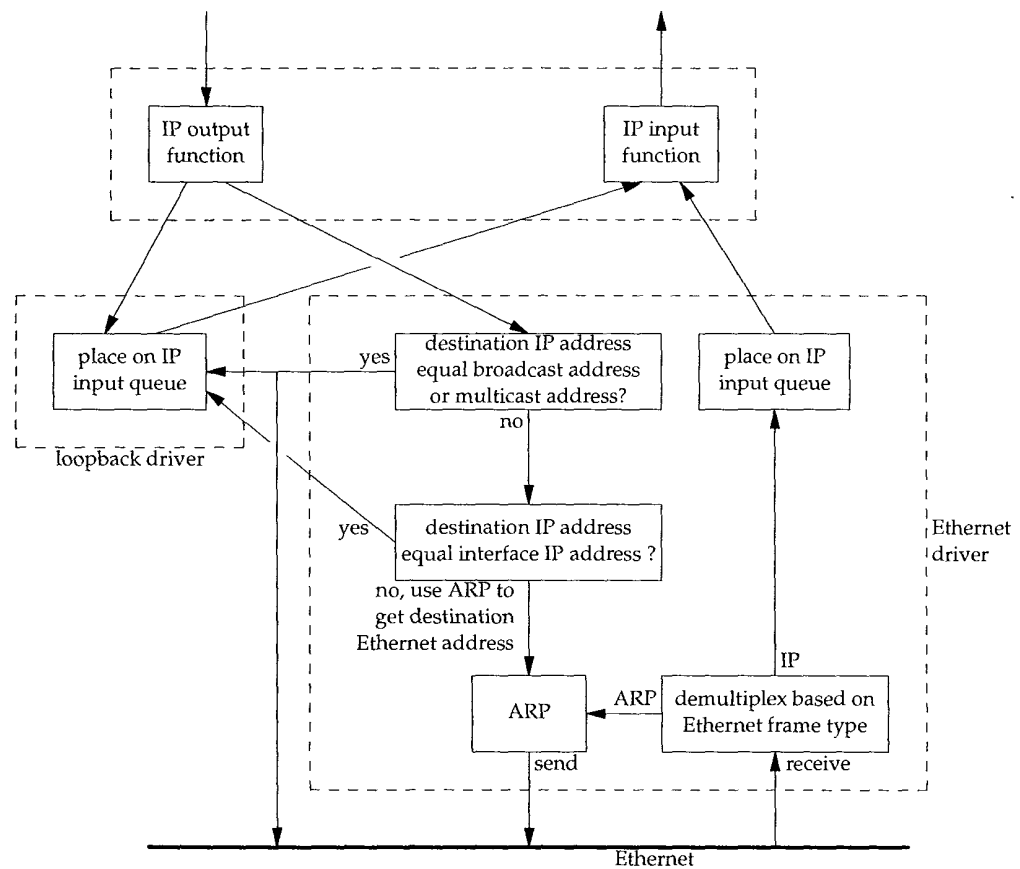 IP output
function
IP input
function
place on IP
input queue
loopback driver
yes
destination IP address
equal broadcast address
or multicast address?
no
place on IP
input queue
yes
destination IP address
equal interface IP address ?
no, use ARP to
get destination
Ethernet address
Ethernet
driver
ARP
ARP
IP
demultiplex based on
Ethernet frame type
send
receive
Ethernet